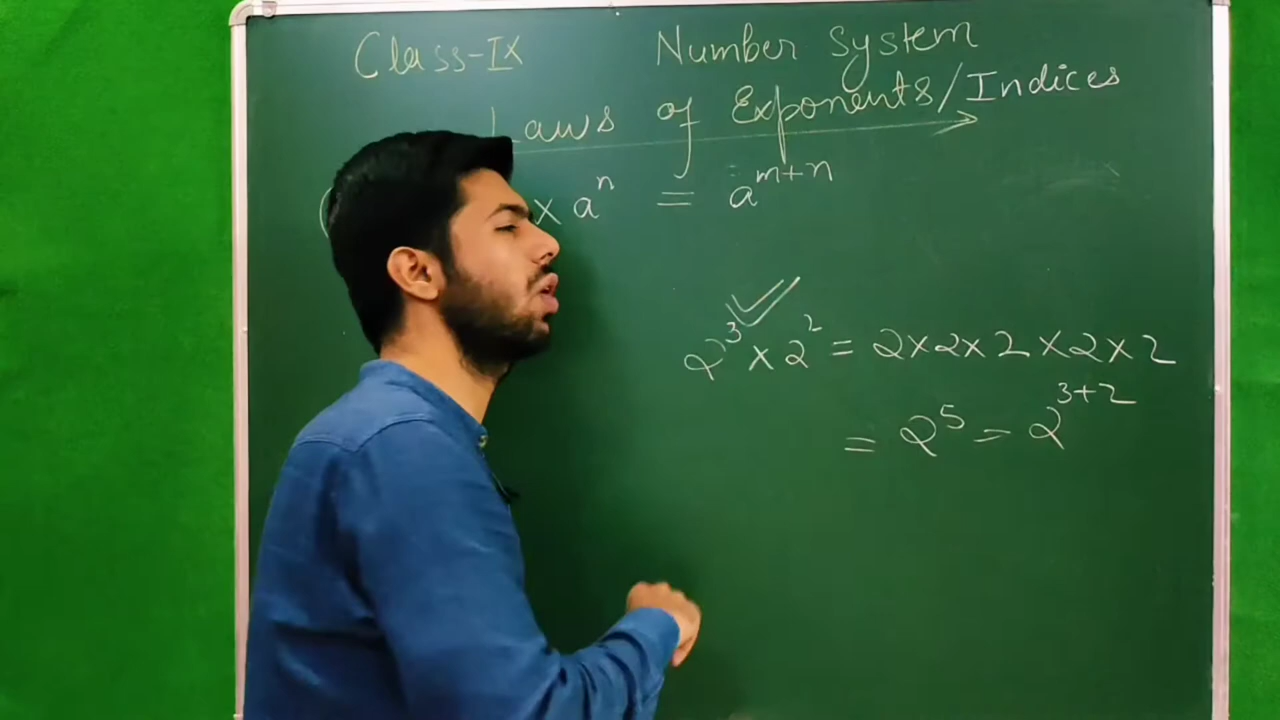 Class-IX Number System
Laws of Exponents/Indices
( × aⁿ = aᵐ⁺ⁿ
2³ × 2² = 2×2×2×2×2
= 2⁵ = 2³⁺²